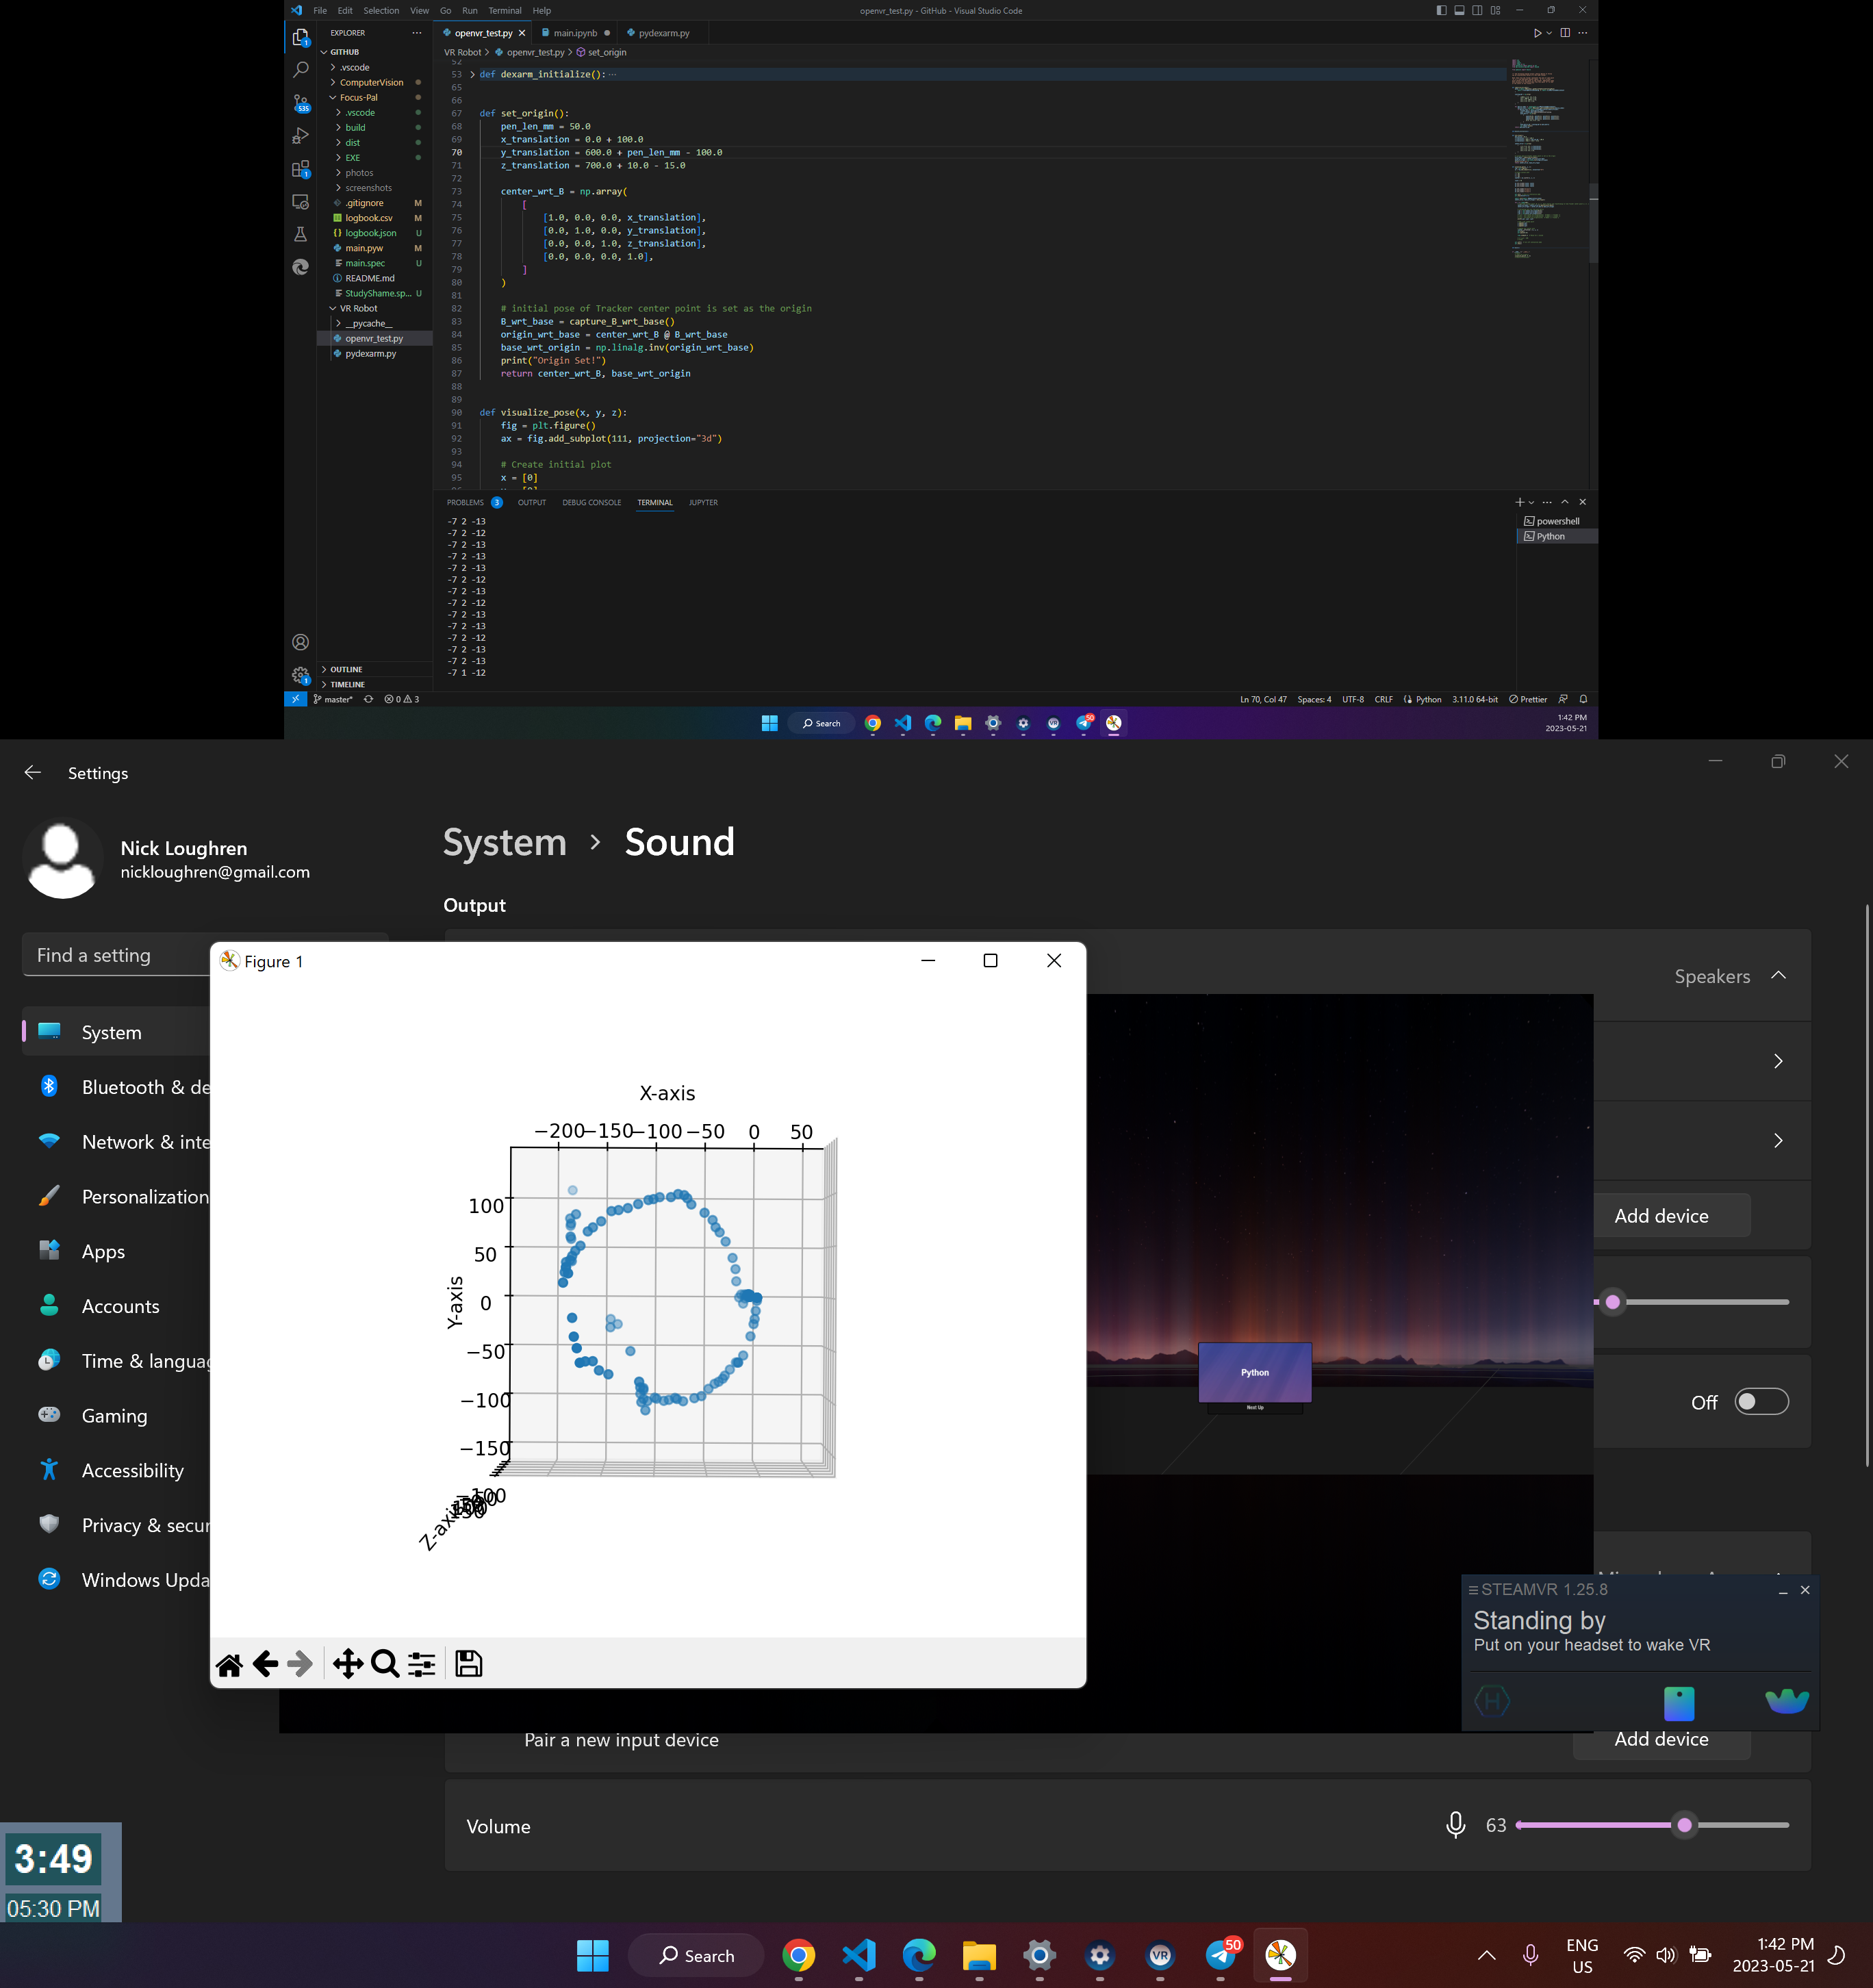 File Edit Selection View Go Run Terminal Help
openvr_test.py - GitHub - Visual Studio Code
EXPLORER
GITHUB
.vscode
ComputerVision
Focus-Pal
.vscode
build
dist
EXE
photos
screenshots
.gitignore M
logbook.csv M
logbook.json U
main.pyw M
main.spec U
README.md
StudyShame.sp... U
VR Robot
__pycache__
openvr_test.py
pydexarm.py
OUTLINE
TIMELINE
535
openvr_test.py main.ipynb pydexarm.py
VR Robot > openvr_test.py > set_origin
52
53 def dexarm_initialize(): ...
65
66
67 def set_origin():
68 pen_len_mm = 50.0
69 x_translation = 0.0 + 100.0
70 y_translation = 600.0 + pen_len_mm - 100.0
71 z_translation = 700.0 + 10.0 - 15.0
72
73 center_wrt_B = np.array(
74 [
75 [1.0, 0.0, 0.0, x_translation],
76 [0.0, 1.0, 0.0, y_translation],
77 [0.0, 0.0, 1.0, z_translation],
78 [0.0, 0.0, 0.0, 1.0],
79 ]
80 )
81
82 # initial pose of Tracker center point is set as the origin
83 B_wrt_base = capture_B_wrt_base()
84 origin_wrt_base = center_wrt_B @ B_wrt_base
85 base_wrt_origin = np.linalg.inv(origin_wrt_base)
86 print("Origin Set!")
87 return center_wrt_B, base_wrt_origin
88
89
90 def visualize_pose(x, y, z):
91 fig = plt.figure()
92 ax = fig.add_subplot(111, projection="3d")
93
94 # Create initial plot
95 x = [0]
PROBLEMS 3 OUTPUT DEBUG CONSOLE TERMINAL JUPYTER
-7 2 -13
-7 2 -12
-7 2 -13
-7 2 -13
-7 2 -13
-7 2 -12
-7 2 -13
-7 2 -12
-7 2 -13
-7 2 -13
-7 2 -12
-7 2 -13
-7 2 -13
-7 1 -12
powershell
Python
master* 0 3
Ln 70, Col 47 Spaces: 4 UTF-8 CRLF Python 3.11.0 64-bit Prettier
Search
50
1:42 PM
2023-05-21
Settings
Nick Loughren
nickloughren@gmail.com
Find a setting
System
Bluetooth & de
Network & inte
Personalization
Apps
Accounts
Time & languag
Gaming
Accessibility
Privacy & secur
Windows Upda
System > Sound
Output
Speakers
Add device
Off
Figure 1
X-axis
−200 −150 −100 −50 0 50
100
50
0
−50
−100
−150
Y-axis
−100
Python
Next Up
STEAMVR 1.25.8
Standing by
Put on your headset to wake VR
Pair a new input device
Add device
Volume
63
3:49
05:30 PM
Search
VR
50
ENG
US
1:42 PM
2023-05-21